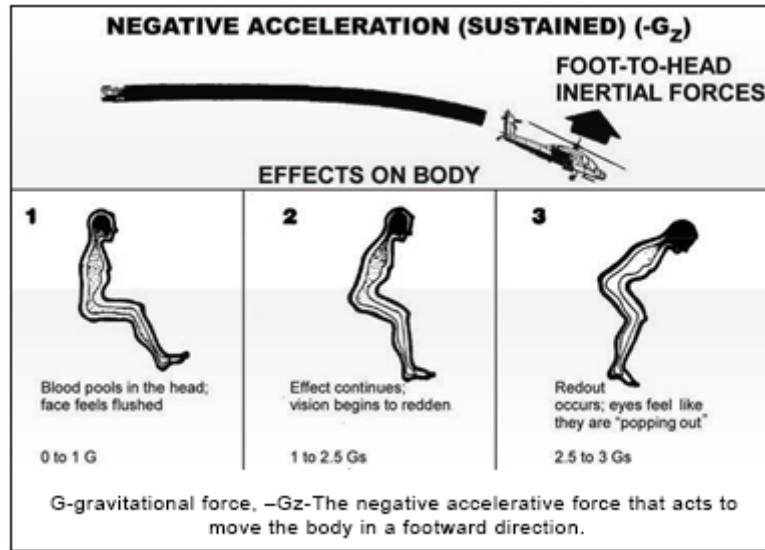 NEGATIVE ACCELERATION (SUSTAINED) (-Gz)
FOOT-TO-HEAD
INERTIAL FORCES
EFFECTS ON BODY
1
Blood pools in the head;
face feels flushed
0 to 1 G
2
Effect continues;
vision begins to redden
1 to 2.5 Gs
3
Redout
occurs; eyes feel like
they are “popping out”
2.5 to 3 Gs
G-gravitational force, –Gz-The negative accelerative force that acts to
move the body in a footward direction.